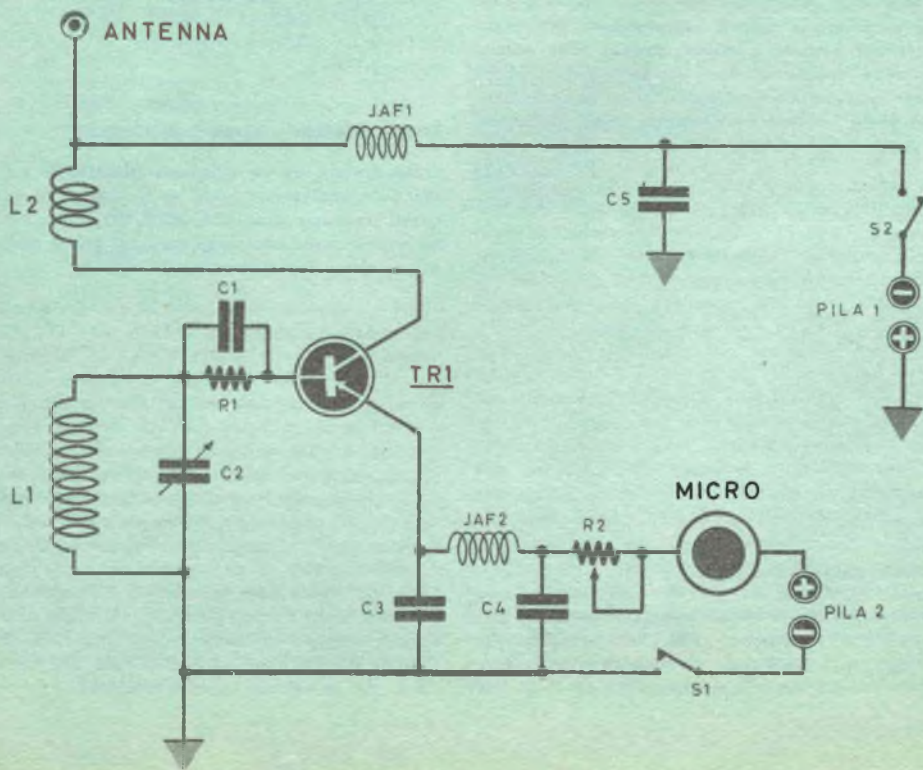 ANTENNA
JAF1
L2
C5
S2
C1
PILA 1
R1
TR1
C2
L1
MICRO
JAF2
R2
C3
C4
PILA 2
S1